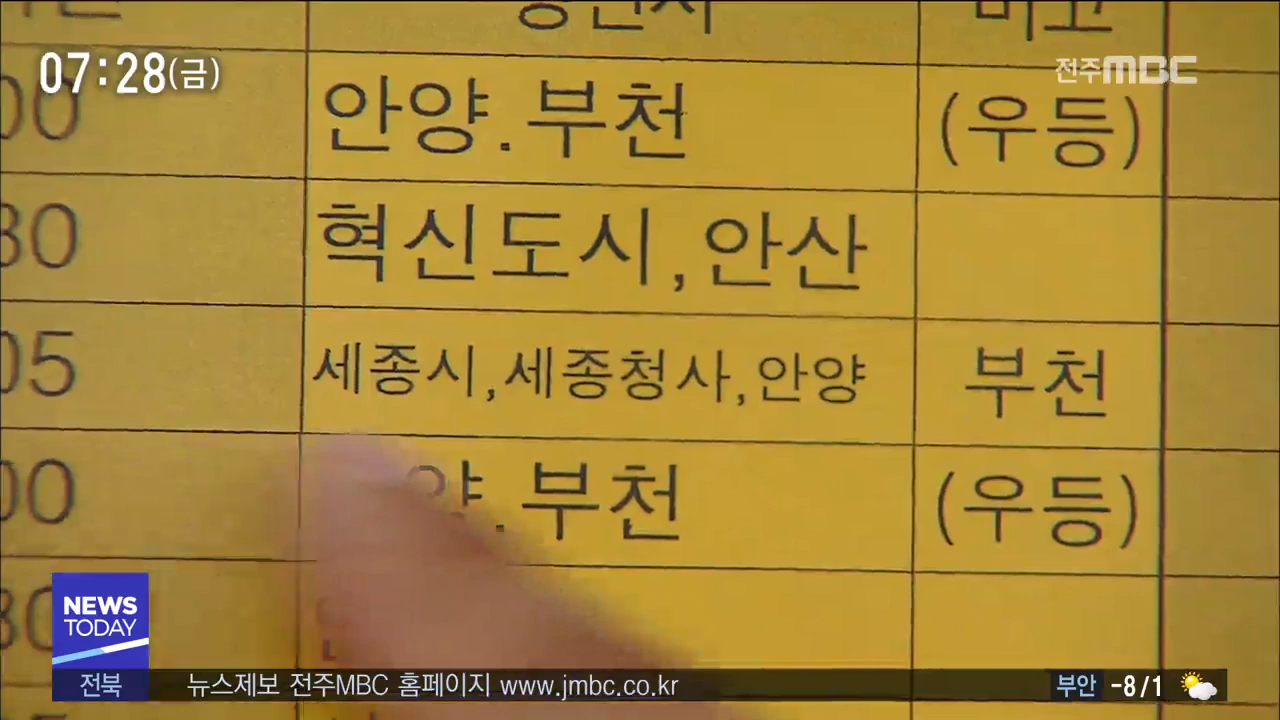 07:28(금)
전주MBC
00 안양.부천 (우등)
30 혁신도시,안산
05 세종시,세종청사,안양 부천
00 양.부천 (우등)
NEWS
TODAY
전북
뉴스제보 전주MBC 홈페이지 www.jmbc.co.kr
부안 -8/1